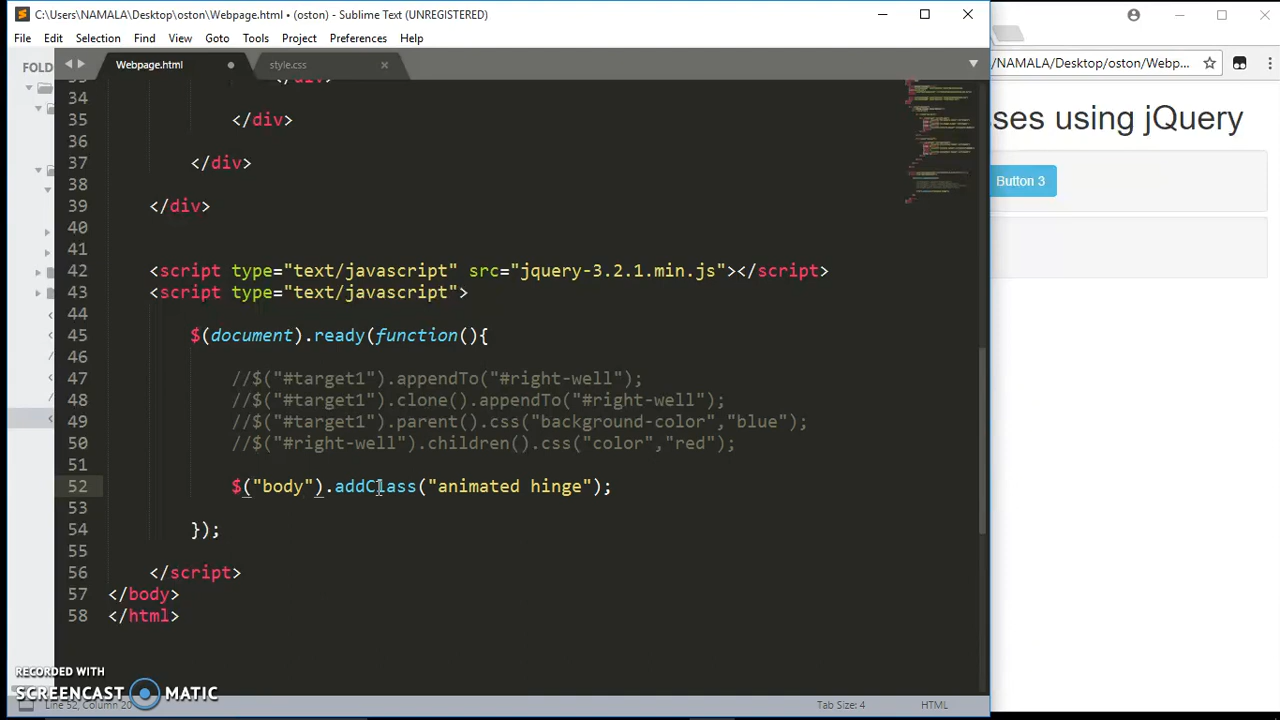 C:\Users\NAMALA\Desktop\oston\Webpage.html • (oston) - Sublime Text (UNREGISTERED)
File Edit Selection Find View Goto Tools Project Preferences Help
/NAMALA/Desktop/oston/Webp...
FOLD
Webpage.html
style.css
34
35 </div>
36
37 </div>
38
39 </div>
40
41
42 <script type="text/javascript" src="jquery-3.2.1.min.js"></script>
43 <script type="text/javascript">
44
45 $(document).ready(function(){
46
47 //$("#target1").appendTo("#right-well");
48 //$("#target1").clone().appendTo("#right-well");
49 //$("#target1").parent().css("background-color","blue");
50 //$("#right-well").children().css("color","red");
51
52 $("body").addClass("animated hinge");
53
54 });
55
56 </script>
57 </body>
58 </html>
ses using jQuery
Button 3
RECORDED WITH
SCREENCAST MATIC
Line 52, Column 20
Tab Size: 4
HTML